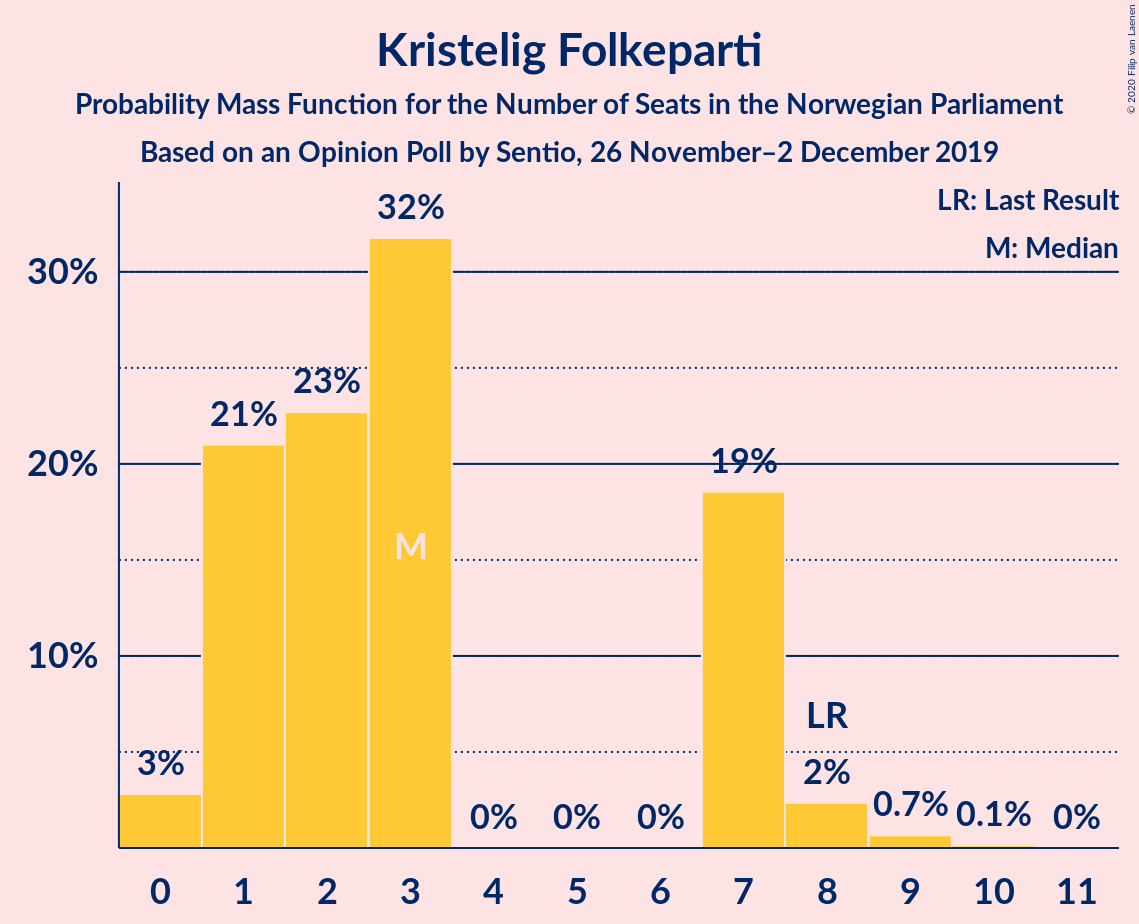 Kristelig Folkeparti
Probability Mass Function for the Number of Seats in the Norwegian Parliament
Based on an Opinion Poll by Sentio, 26 November–2 December 2019
© 2020 Filip van Laenen
LR: Last Result
M: Median
32%
30%
23%
21%
20%
19%
M
10%
LR
3%
2%
0%
0%
0%
0.7%
0.1%
0%
0 1 2 3 4 5 6 7 8 9 10 11